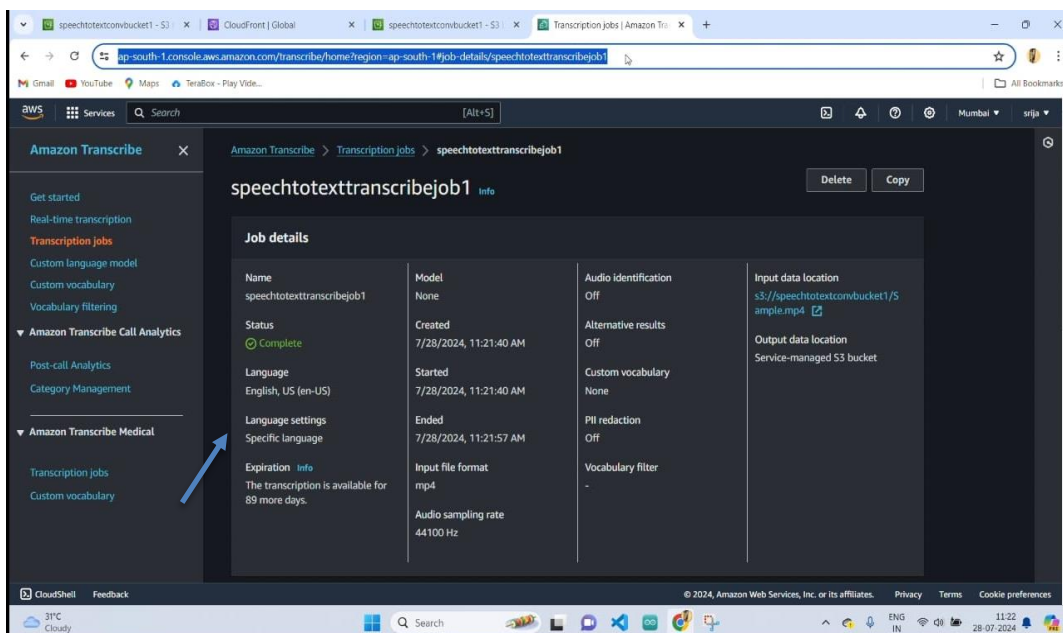 speechtotextconvbucket1 - S3
CloudFront | Global
speechtotextconvbucket1 - S3
Transcription jobs | Amazon Tra
ap-south-1.console.aws.amazon.com/transcribe/home?region=ap-south-1#job-details/speechtotexttranscribejob1
Gmail
YouTube
Maps
TeraBox - Play Vide...
All Bookmarks
aws
Services
Search
[Alt+S]
Mumbai
srija
Amazon Transcribe
Get started
Real-time transcription
Transcription jobs
Custom language model
Custom vocabulary
Vocabulary filtering
Amazon Transcribe Call Analytics
Post-call Analytics
Category Management
Amazon Transcribe Medical
Transcription jobs
Custom vocabulary
Amazon Transcribe > Transcription jobs > speechtotexttranscribejob1
speechtotexttranscribejob1 Info
Delete
Copy
Job details
Name
speechtotexttranscribejob1
Status
Complete
Language
English, US (en-US)
Language settings
Specific language
Expiration Info
The transcription is available for
89 more days.
Model
None
Created
7/28/2024, 11:21:40 AM
Started
7/28/2024, 11:21:40 AM
Ended
7/28/2024, 11:21:57 AM
Input file format
mp4
Audio sampling rate
44100 Hz
Audio identification
Off
Alternative results
Off
Custom vocabulary
None
PII redaction
Off
Vocabulary filter
-
Input data location
s3://speechtotextconvbucket1/S
ample.mp4
Output data location
Service-managed S3 bucket
CloudShell
Feedback
© 2024, Amazon Web Services, Inc. or its affiliates.
Privacy
Terms
Cookie preferences
31°C
Cloudy
Search
ENG
IN
11:22
28-07-2024